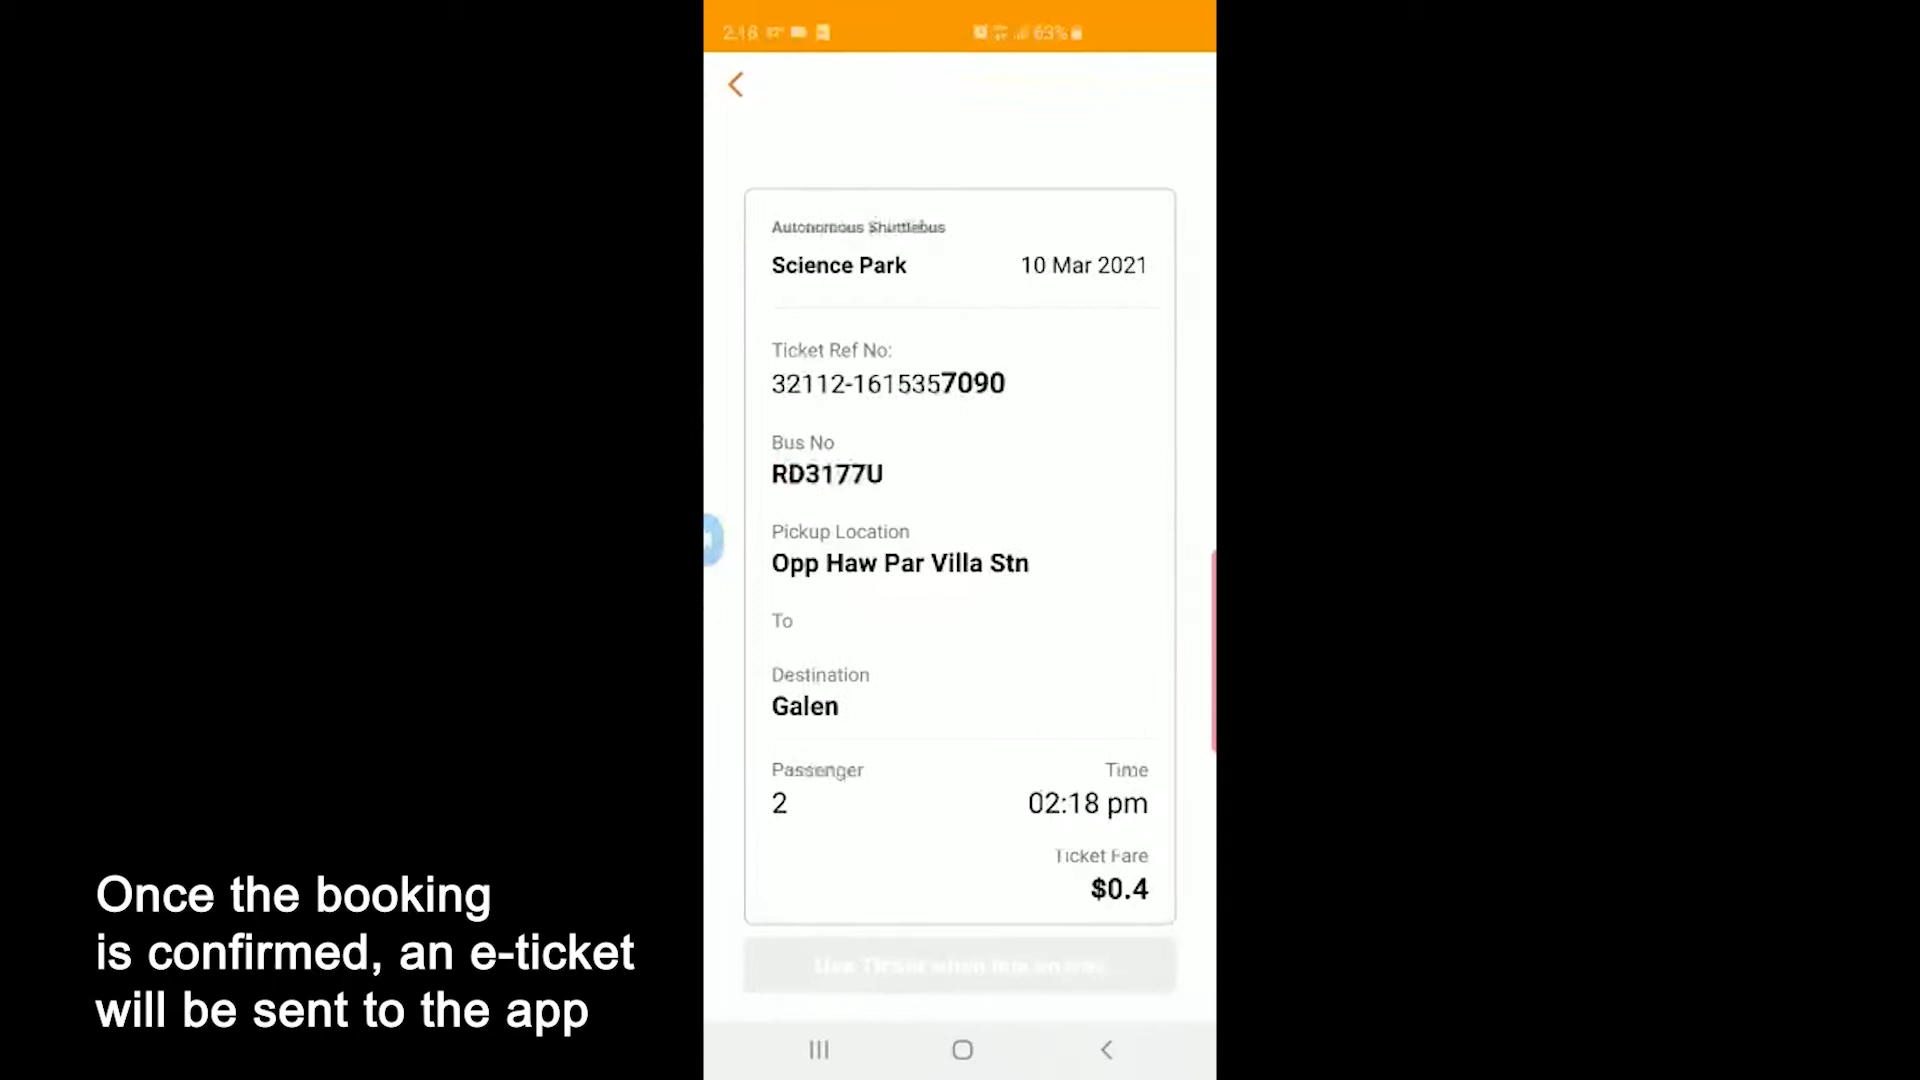 2:18 63%
Autonomous Shuttlebus
Science Park 10 Mar 2021
Ticket Ref No:
32112-1615357090
Bus No
RD3177U
Pickup Location
Opp Haw Par Villa Stn
To
Destination
Galen
Passenger Time
2 02:18 pm
Ticket Fare
$0.4
Use Ticket when bus arrives
Once the booking
is confirmed, an e-ticket
will be sent to the app